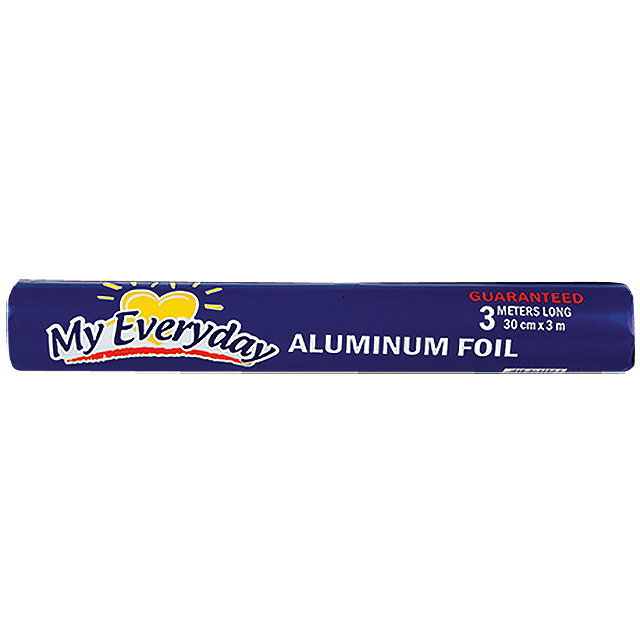 My Everyday
ALUMINUM FOIL
GUARANTEED
3 METERS LONG
30 cm x 3 m